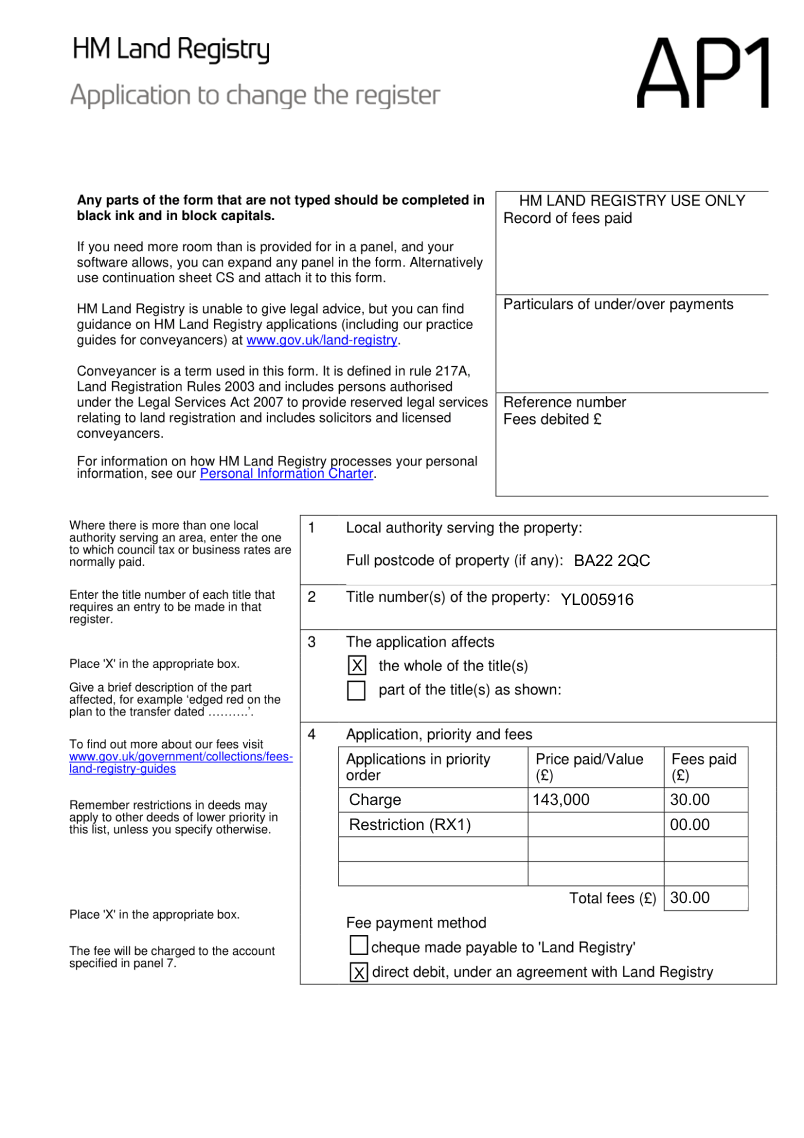 HM Land Registry
Application to change the register
AP1
Any parts of the form that are not typed should be completed in
black ink and in block capitals.
If you need more room than is provided for in a panel, and your
software allows, you can expand any panel in the form. Alternatively
use continuation sheet CS and attach it to this form.
HM Land Registry is unable to give legal advice, but you can find
guidance on HM Land Registry applications (including our practice
guides for conveyancers) at www.gov.uk/land-registry.
Conveyancer is a term used in this form. It is defined in rule 217A,
Land Registration Rules 2003 and includes persons authorised
under the Legal Services Act 2007 to provide reserved legal services
relating to land registration and includes solicitors and licensed
conveyancers.
For information on how HM Land Registry processes your personal
information, see our Personal Information Charter.
HM LAND REGISTRY USE ONLY
Record of fees paid
Particulars of under/over payments
Reference number
Fees debited £
Where there is more than one local
authority serving an area, enter the one
to which council tax or business rates are
normally paid.
1 Local authority serving the property:
Full postcode of property (if any): BA22 2QC
Enter the title number of each title that
requires an entry to be made in that
register.
2 Title number(s) of the property: YL005916
3 The application affects
Place 'X' in the appropriate box.
X the whole of the title(s)
Give a brief description of the part
affected, for example ‘edged red on the
plan to the transfer dated ……….’.
part of the title(s) as shown:
4 Application, priority and fees
To find out more about our fees visit
www.gov.uk/government/collections/fees-
land-registry-guides
Remember restrictions in deeds may
apply to other deeds of lower priority in
this list, unless you specify otherwise.
Applications in priority
order
Price paid/Value
(£)
Fees paid
(£)
Charge 143,000 30.00
Restriction (RX1) 00.00
Total fees (£) 30.00
Place 'X' in the appropriate box.
Fee payment method
cheque made payable to 'Land Registry'
The fee will be charged to the account
specified in panel 7.
X direct debit, under an agreement with Land Registry